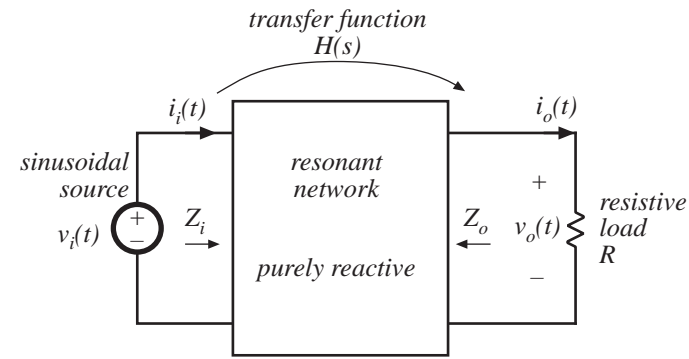 transfer function
H(s)
i_i(t)
i_o(t)
sinusoidal
source
resonant
network
+
resistive
load
R
+
–
v_i(t)
Z_i
Z_o
v_o(t)
purely reactive
–